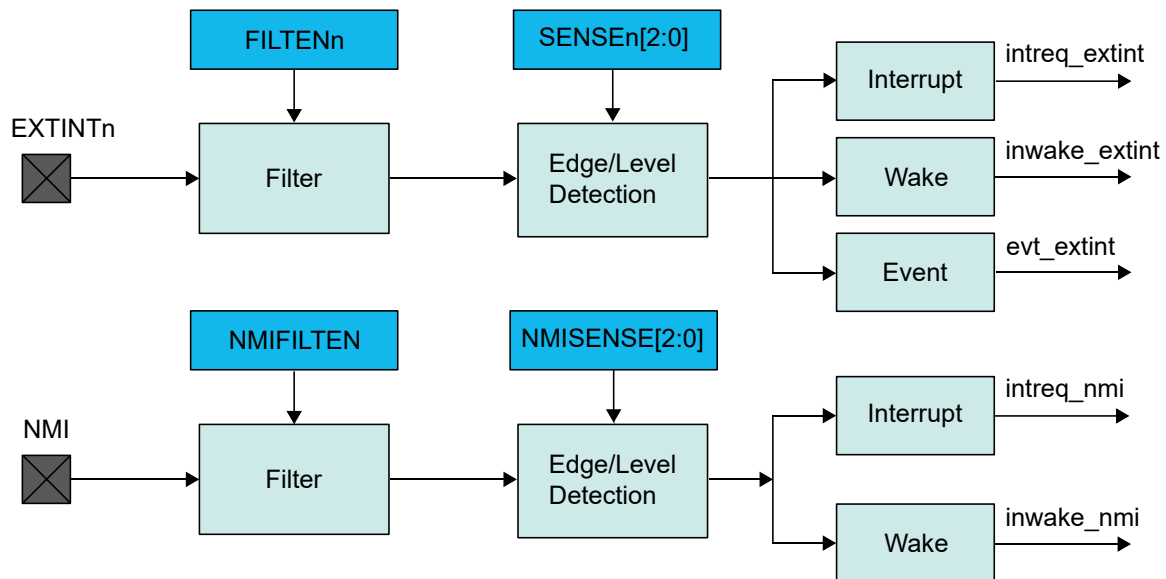 FILTENn
SENSEn[2:0]
intreq_extint
Interrupt
EXTINTn
Filter
Edge/Level
Detection
inwake_extint
Wake
evt_extint
Event
NMIFILTEN
NMISENSE[2:0]
intreq_nmi
Interrupt
NMI
Filter
Edge/Level
Detection
inwake_nmi
Wake